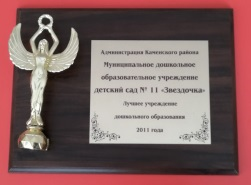 Администрация Каменского района
Муниципальное дошкольное
образовательное учреждение
детский сад № 11 «Звездочка»
Лучшее учреждение
дошкольного образования
2011 года